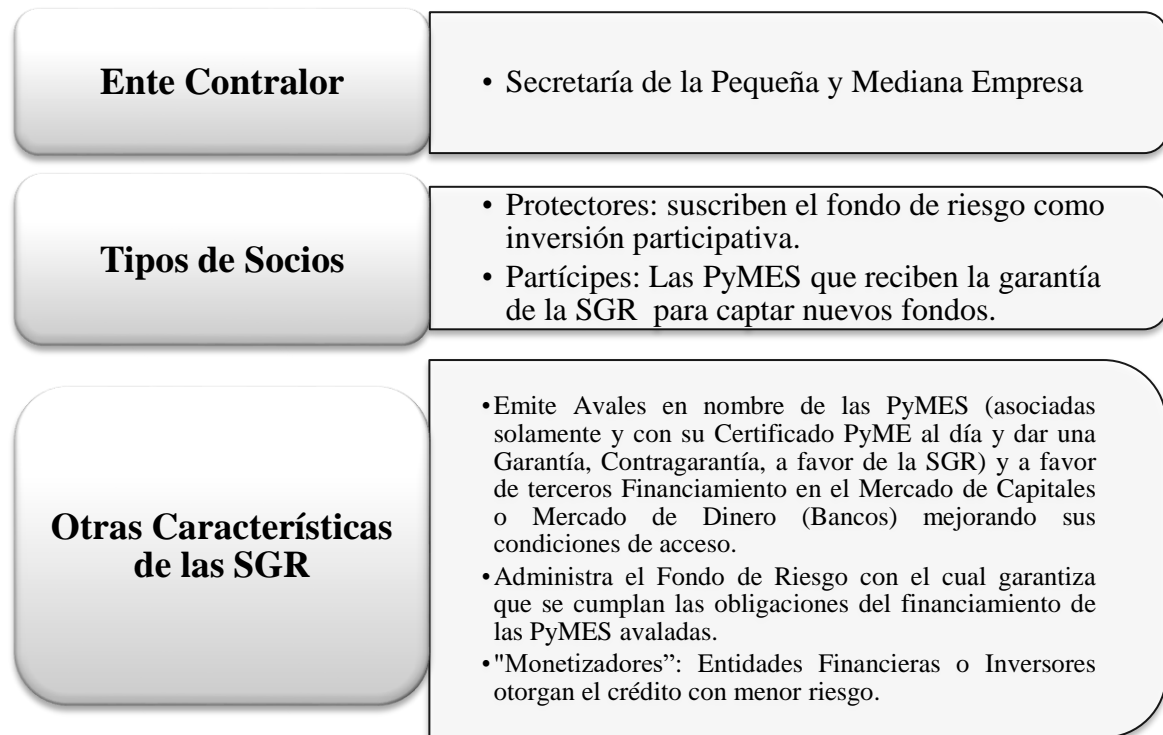 Ente Contralor
• Secretaría de la Pequeña y Mediana Empresa
Tipos de Socios
• Protectores: suscriben el fondo de riesgo como
inversión participativa.
• Partícipes: Las PyMES que reciben la garantía
de la SGR para captar nuevos fondos.
Otras Características
de las SGR
•Emite Avales en nombre de las PyMES (asociadas
solamente y con su Certificado PyME al día y dar una
Garantía, Contragarantía, a favor de la SGR) y a favor
de terceros Financiamiento en el Mercado de Capitales
o Mercado de Dinero (Bancos) mejorando sus
condiciones de acceso.
•Administra el Fondo de Riesgo con el cual garantiza
que se cumplan las obligaciones del financiamiento de
las PyMES avaladas.
•"Monetizadores”: Entidades Financieras o Inversores
otorgan el crédito con menor riesgo.